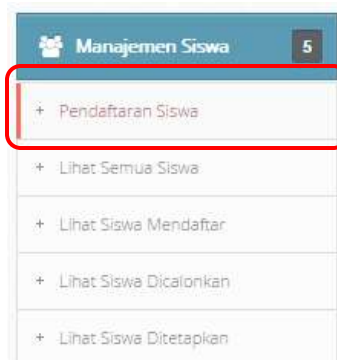 Manajemen Siswa 5
+ Pendaftaran Siswa
+ Lihat Semua Siswa
+ Lihat Siswa Mendaftar
+ Lihat Siswa Dicalonkan
+ Lihat Siswa Ditetapkan